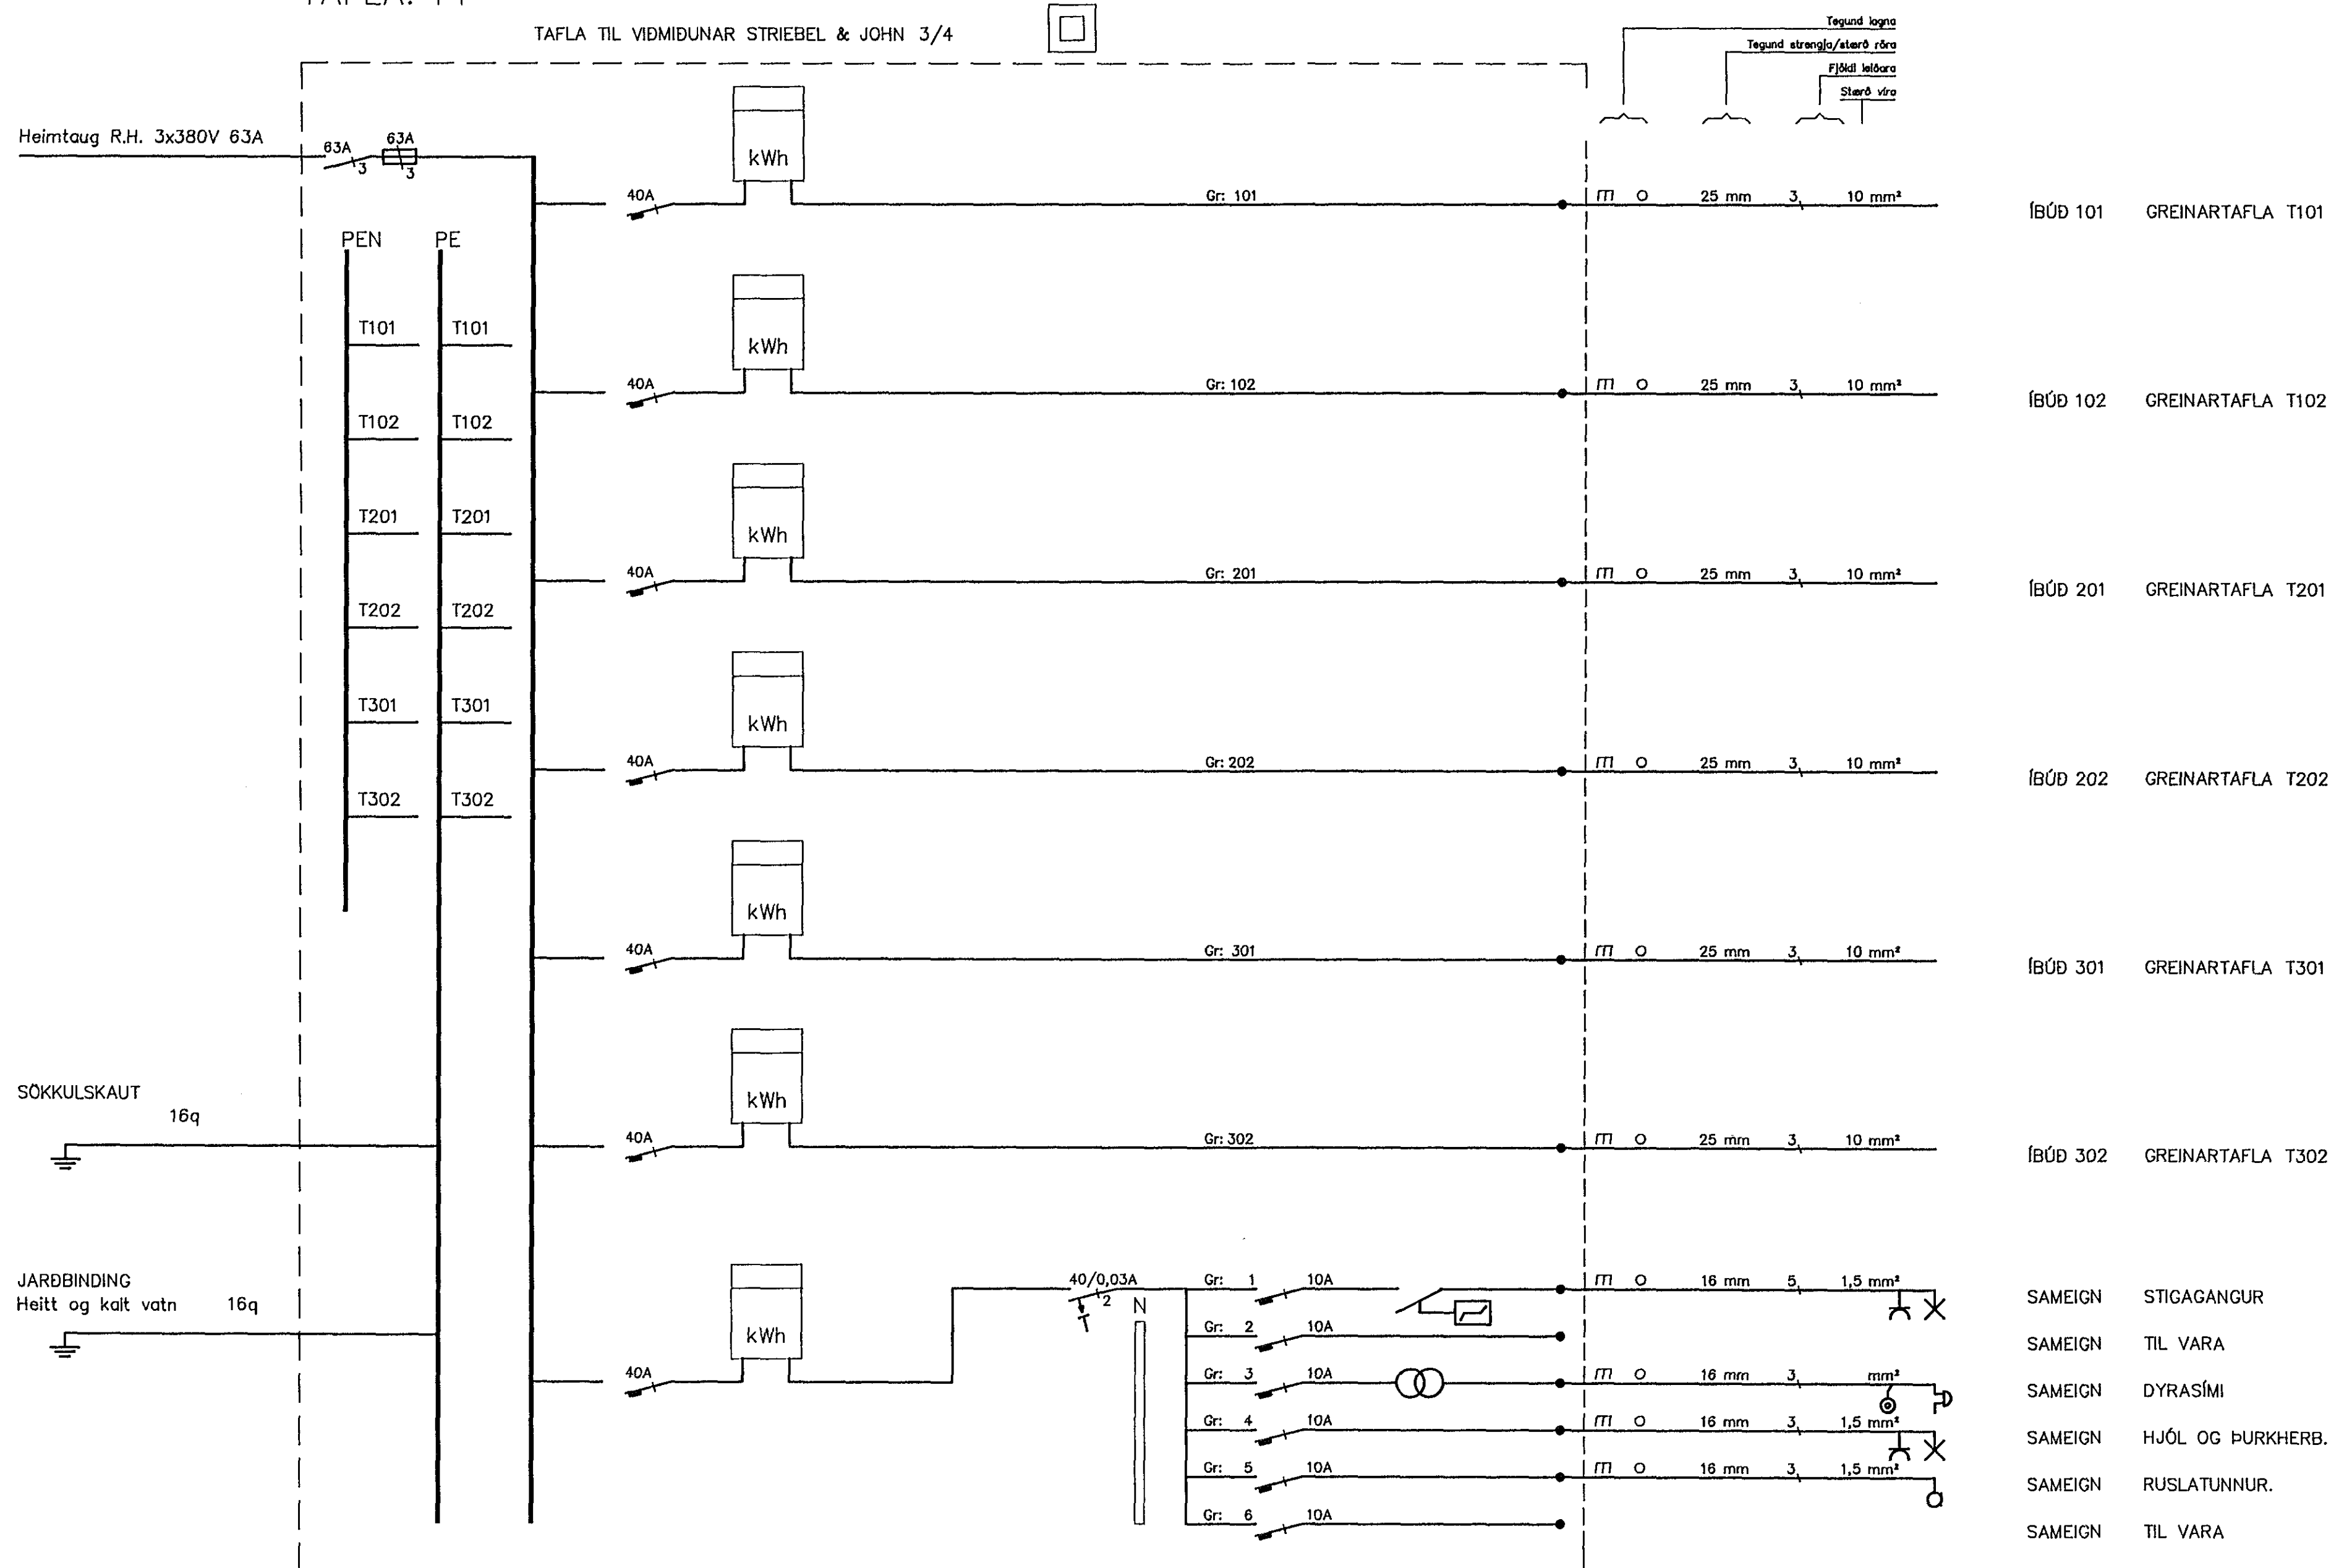 TAFLA TIL VIÐMIÐUNAR STRIEBEL & JOHN 3/4
Tegund lagna
Tegund strengja/stærð röra
Fjöldi leiðara
Stærð víra
Heimtaug R.H. 3x380V 63A
63A 3 63A 3
PEN PE
T101 T101
T102 T102
T201 T201
T202 T202
T301 T301
T302 T302
40A kWh Gr: 101 m O 25 mm 3 10 mm² ÍBÚÐ 101 GREINARTAFLA T101
40A kWh Gr: 102 m O 25 mm 3 10 mm² ÍBÚÐ 102 GREINARTAFLA T102
40A kWh Gr: 201 m O 25 mm 3 10 mm² ÍBÚÐ 201 GREINARTAFLA T201
40A kWh Gr: 202 m O 25 mm 3 10 mm² ÍBÚÐ 202 GREINARTAFLA T202
40A kWh Gr: 301 m O 25 mm 3 10 mm² ÍBÚÐ 301 GREINARTAFLA T301
40A kWh Gr: 302 m O 25 mm 3 10 mm² ÍBÚÐ 302 GREINARTAFLA T302
SÖKKULSKAUT
16q
JARÐBINDING
Heitt og kalt vatn 16q
40A kWh
40/0,03A 2 N
Gr: 1 10A m O 16 mm 5 1,5 mm² SAMEIGN STIGAGANGUR
Gr: 2 10A SAMEIGN TIL VARA
Gr: 3 10A m O 16 mm 3 mm² SAMEIGN DYRASÍMI
Gr: 4 10A m O 16 mm 3 1,5 mm² SAMEIGN HJÓL OG ÞURKHERB.
Gr: 5 10A m O 16 mm 3 1,5 mm² SAMEIGN RUSLATUNNUR.
Gr: 6 10A SAMEIGN TIL VARA